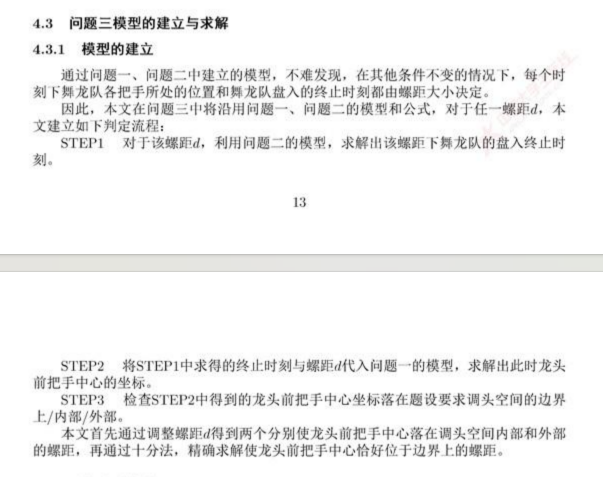 4.3 问题三模型的建立与求解
4.3.1 模型的建立
通过问题一、问题二中建立的模型，不难发现，在其他条件不变的情况下，每个时
刻下舞龙队各把手所处的位置和舞龙队盘入的终止时刻都由螺距大小决定。
因此，本文在问题三中将沿用问题一、问题二的模型和公式，对于任一螺距d，本
文建立如下判定流程：
STEP1 对于该螺距d，利用问题二的模型，求解出该螺距下舞龙队的盘入终止时
刻。
13
STEP2 将STEP1中求得的终止时刻与螺距d代入问题一的模型，求解出此时龙头
前把手中心的坐标。
STEP3 检查STEP2中得到的龙头前把手中心坐标落在题设要求调头空间的边界
上/内部/外部。
本文首先通过调整螺距d得到两个分别使龙头前把手中心落在调头空间内部和外部
的螺距，再通过十分法，精确求解使龙头前把手中心恰好位于边界上的螺距。